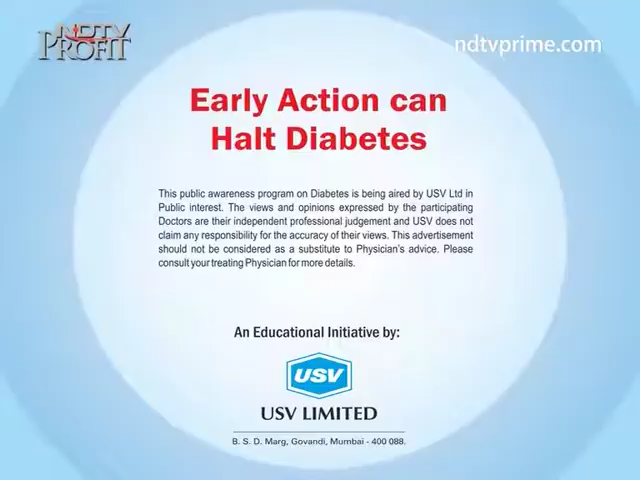 NDTV
PROFIT
ndtvprime.com
Early Action can
Halt Diabetes
This public awareness program on Diabetes is being aired by USV Ltd in
Public interest. The views and opinions expressed by the participating
Doctors are their independent professional judgement and USV does not
claim any responsibility for the accuracy of their views. This advertisement
should not be considered as a substitute to Physician's advice. Please
consult your treating Physician for more details.
An Educational Initiative by:
USV
USV LIMITED
B. S. D. Marg, Govandi, Mumbai - 400 088.